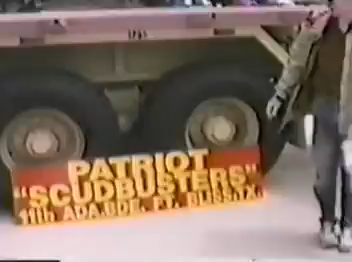 PATRIOT
"SCUDBUSTERS"
11th ADA.BDE. FT. BLISS.TX.